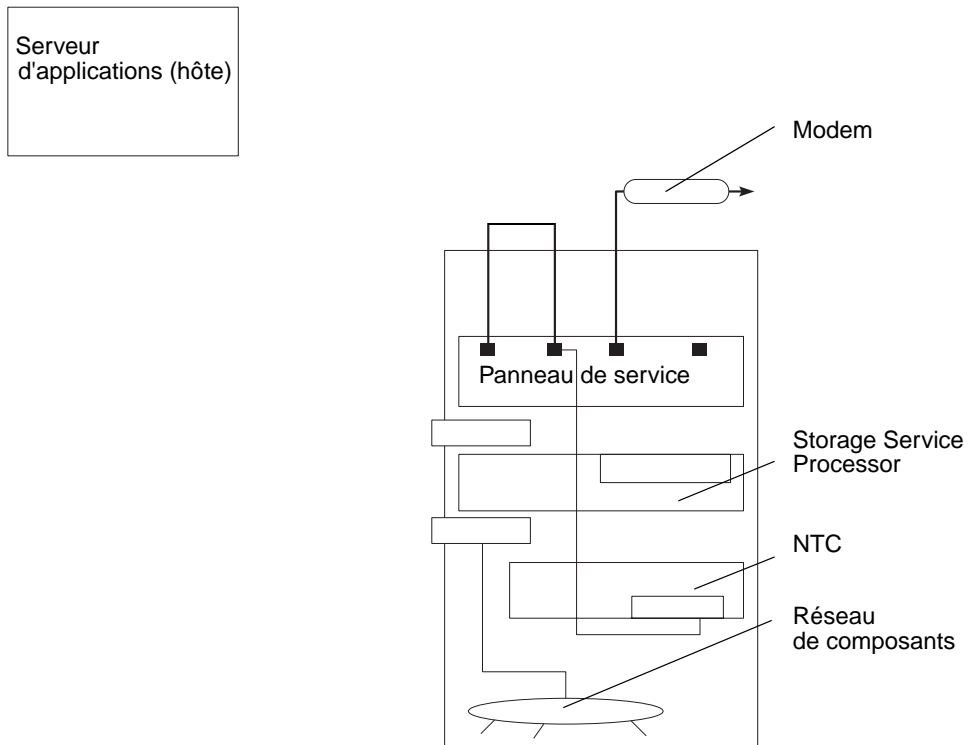 Serveur
d'applications (hôte)
Modem
Panneau de service
Storage Service
Processor
NTC
Réseau
de composants